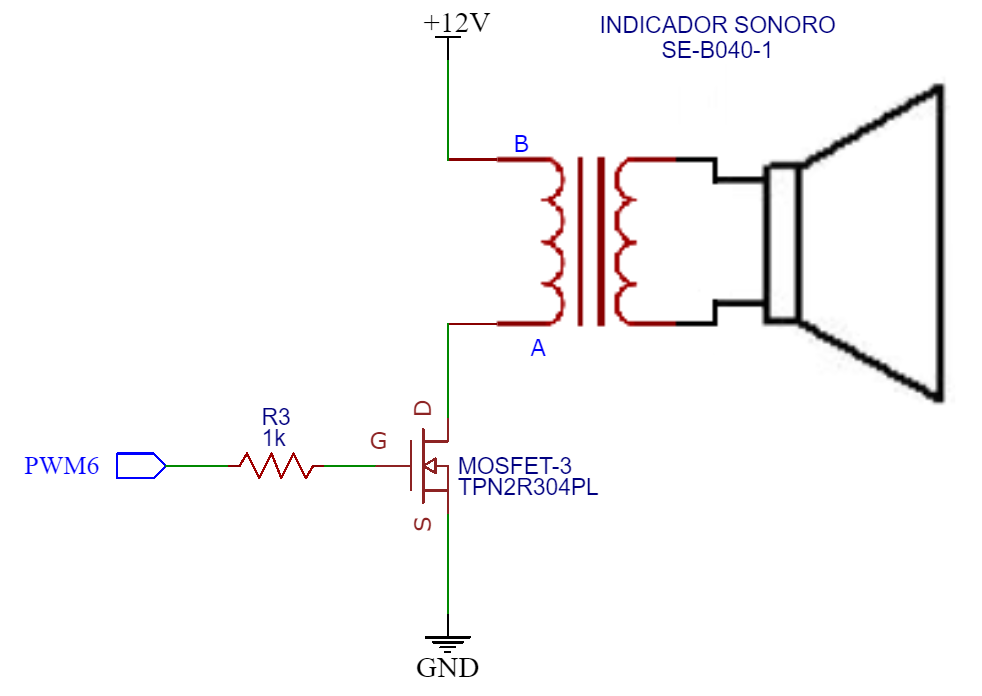 +12V
INDICADOR SONORO
SE-B040-1
B
A
R3
1k
D
G
PWM6
MOSFET-3
TPN2R304PL
S
GND